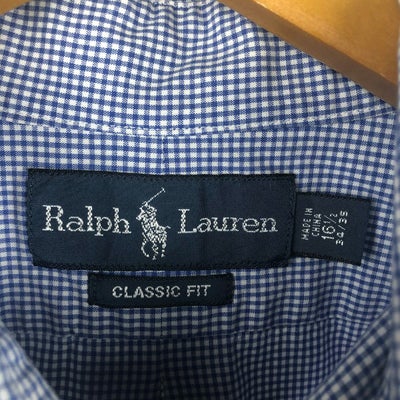 Ralph Lauren
CLASSIC FIT
MADE IN
CHINA
16½
34/35